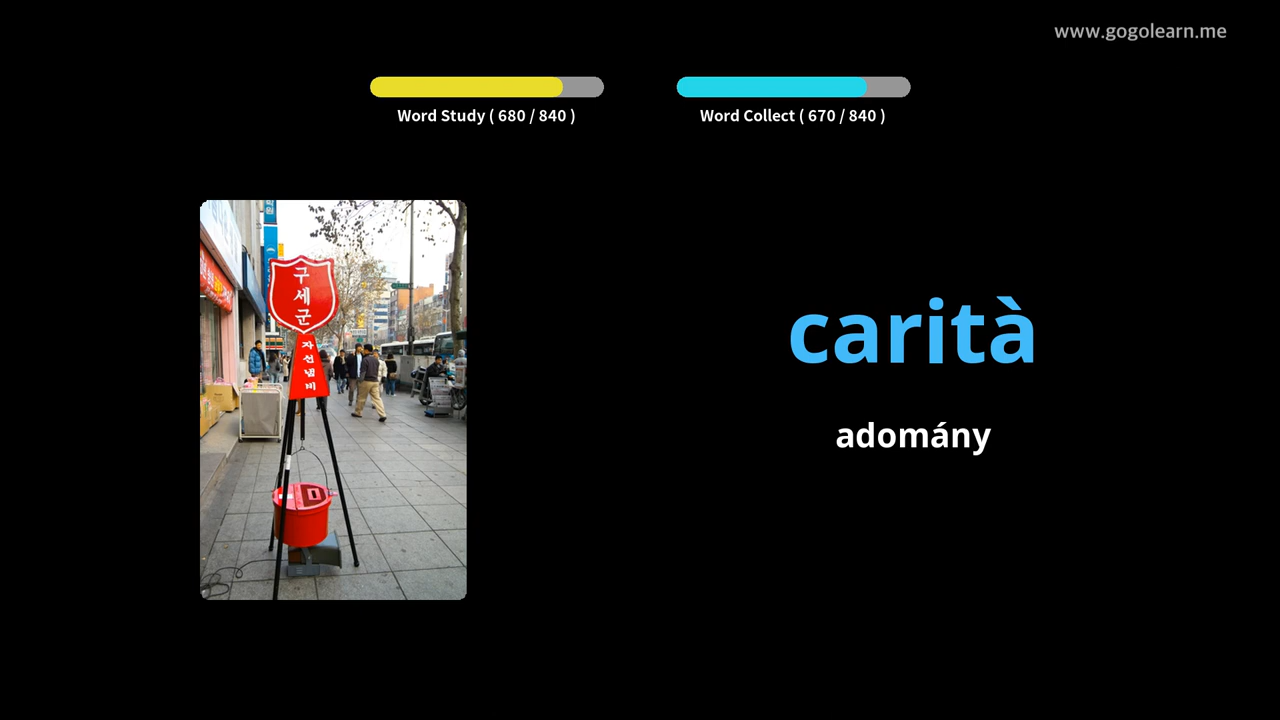 www.gogolearn.me
Word Study ( 680 / 840 )
Word Collect ( 670 / 840 )
구
세
군
자
선
냄
비
carità
adomány